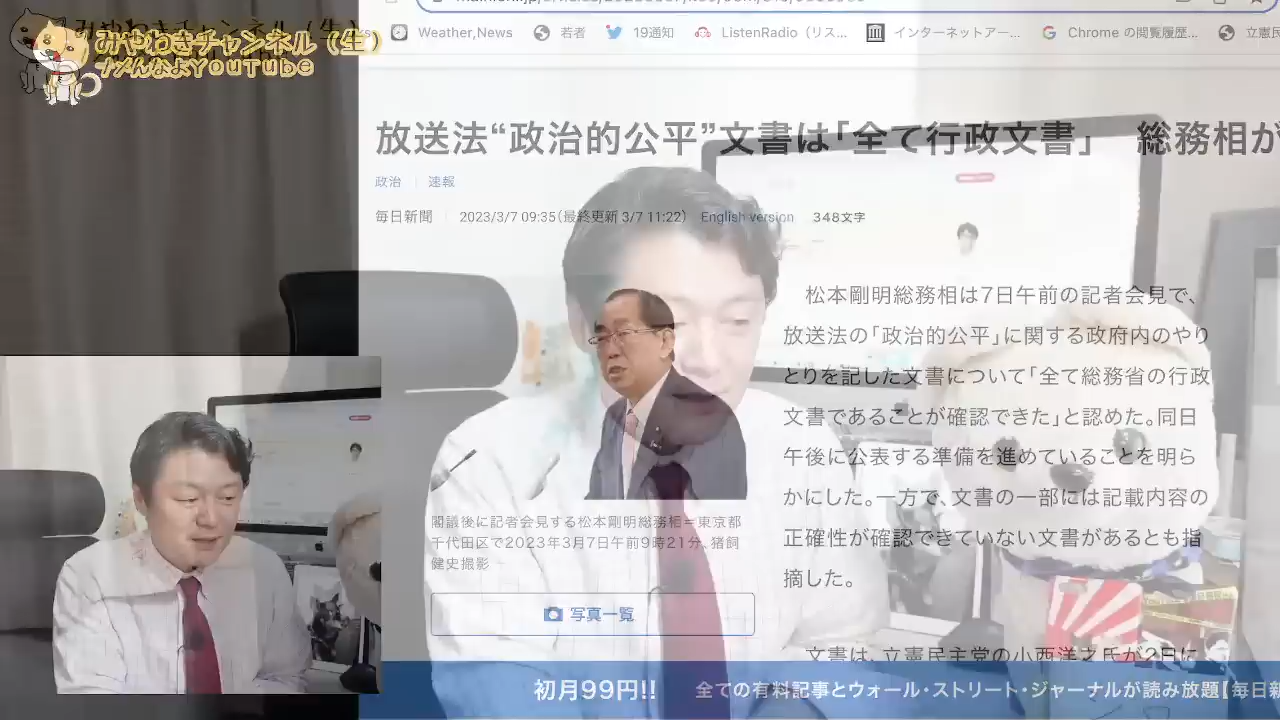 みやわきチャンネル（生）
ナメんなよYouTube
Weather,News
若者
19通知
ListenRadio（リス...
インターネットアー...
Chrome の閲覧履歴...
立憲民
放送法“政治的公平”文書は「全て行政文書」 総務相が
政治 速報
毎日新聞 2023/3/7 09:35（最終更新 3/7 11:22） English version 348文字
松本剛明総務相は7日午前の記者会見で、
放送法の「政治的公平」に関する政府内のやり
とりを記した文書について「全て総務省の行政
文書であることが確認できた」と認めた。同日
午後に公表する準備を進めていることを明ら
かにした。一方で、文書の一部には記載内容の
正確性が確認できていない文書があるとも指
摘した。
文書は、立憲民主党の小西洋之氏が2日に
閣議後に記者会見する松本剛明総務相＝東京都
千代田区で2023年3月7日午前9時21分、猪飼
健史撮影
写真一覧
初月99円!! 全ての有料記事とウォール・ストリート・ジャーナルが読み放題【毎日新